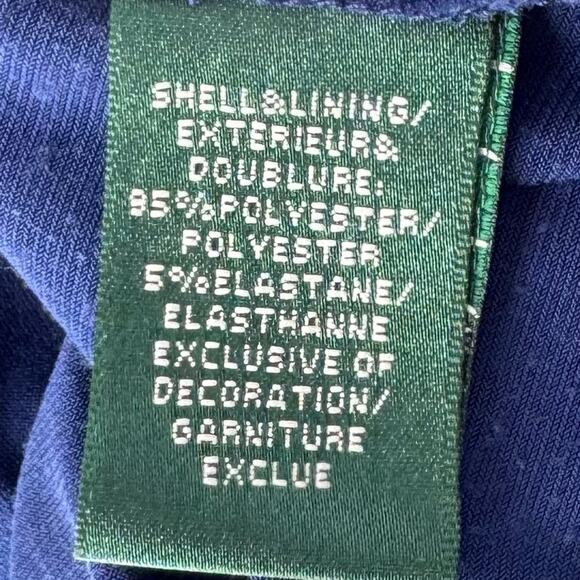 SHELL&LINING/
EXTERIEUR&
DOUBLURE:
95%POLYESTER/
POLYESTER
5%ELASTANE/
ELASTHANNE
EXCLUSIVE OF
DECORATION/
GARNITURE
EXCLUE